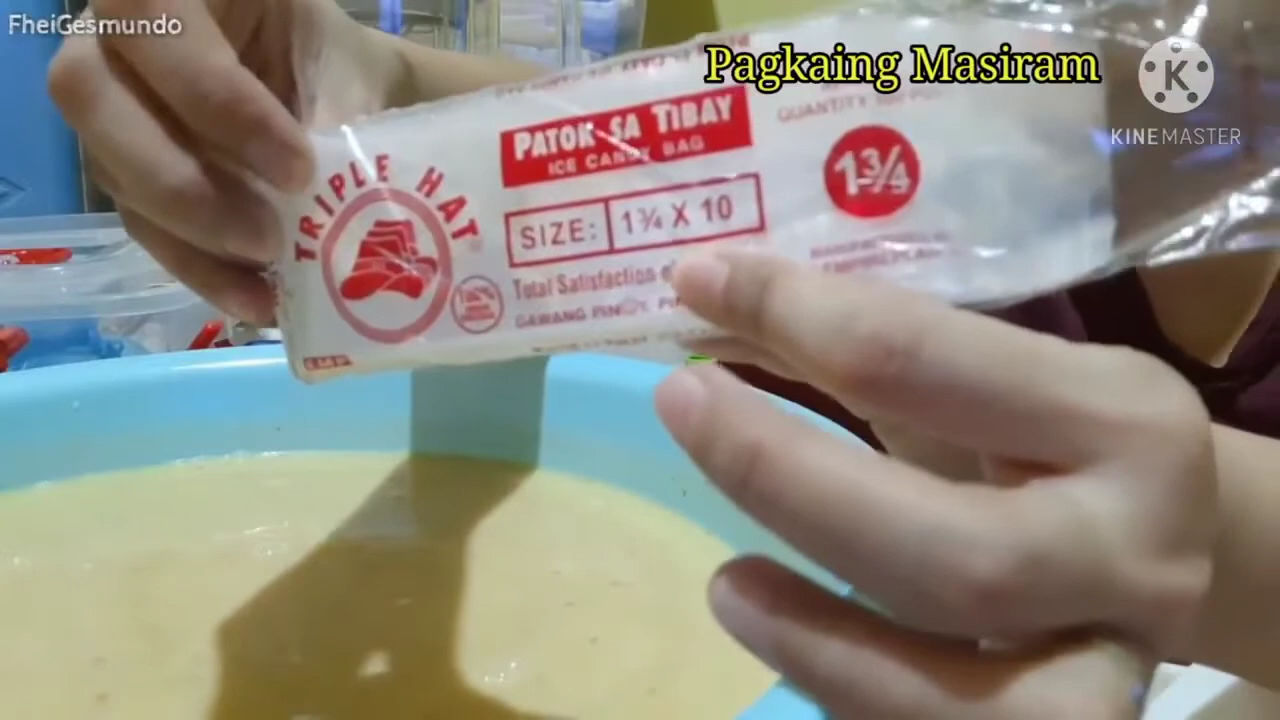 FheiGesmundo
Pagkaing Masiram
KINEMASTER
TRIPLE HAT
PATOK SA TIBAY
ICE CANDY BAG
SIZE: 1¾ X 10
Total Satisfaction
GAWANG PINOY
QUANTITY
1¾